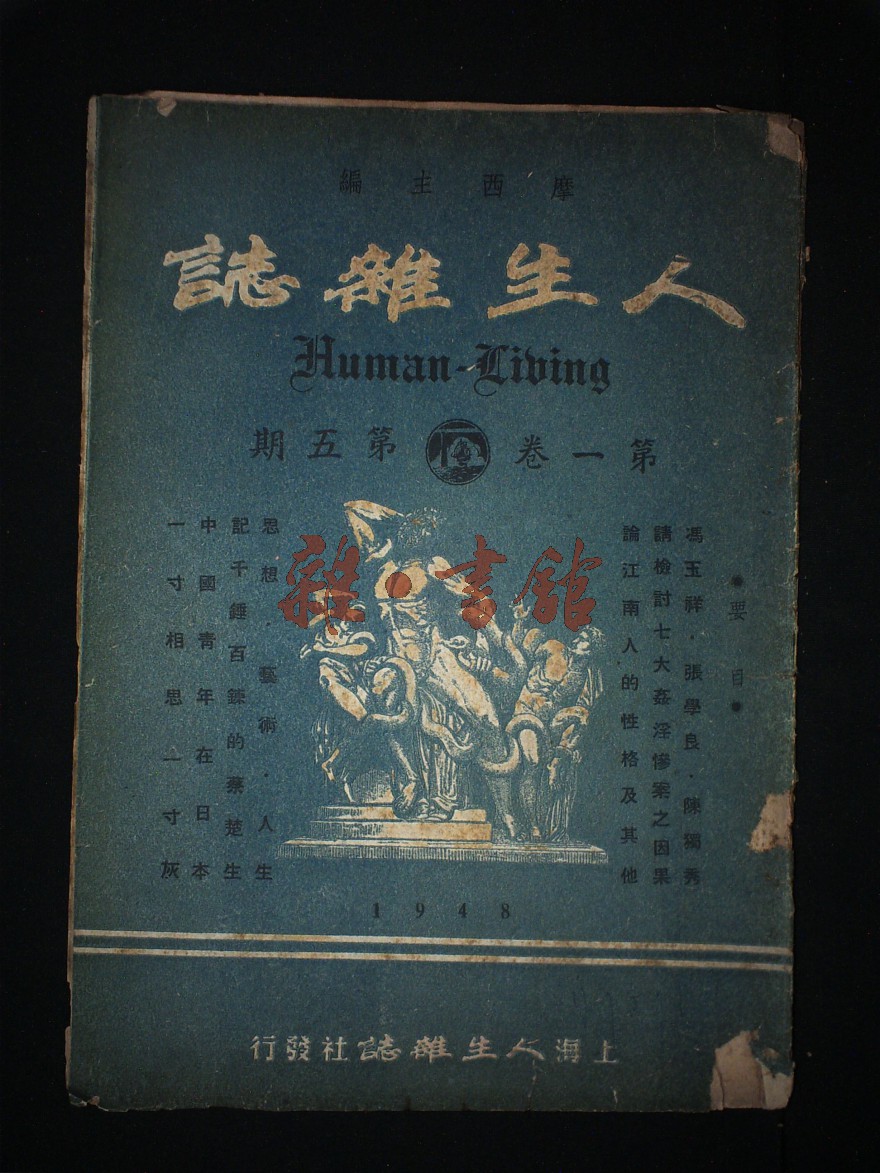 摩西主編
人生雜誌
Human-Living
第一卷 第五期
●要目●
馮玉祥·張學良·陳獨秀
請檢討七大姦淫慘案之因果
論江南人的性格及其他
思想·藝術·人生
記千錘百鍊的蔡楚生
中國青年在日本
一寸相思一寸灰
雜·書館
1948
上海人生雜誌社發行